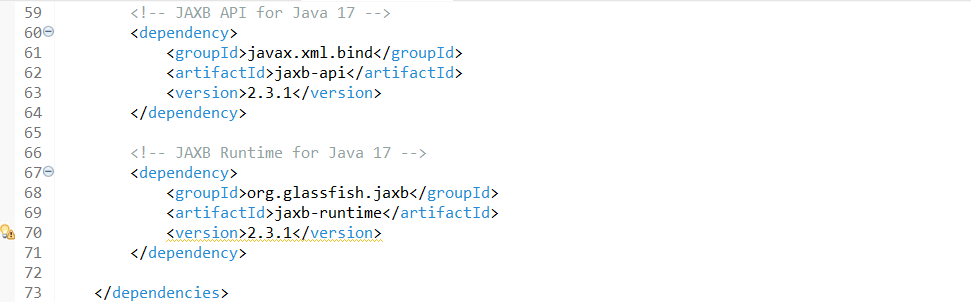 59 <!-- JAXB API for Java 17 -->
60 <dependency>
61 <groupId>javax.xml.bind</groupId>
62 <artifactId>jaxb-api</artifactId>
63 <version>2.3.1</version>
64 </dependency>
65
66 <!-- JAXB Runtime for Java 17 -->
67 <dependency>
68 <groupId>org.glassfish.jaxb</groupId>
69 <artifactId>jaxb-runtime</artifactId>
70 <version>2.3.1</version>
71 </dependency>
72
73 </dependencies>